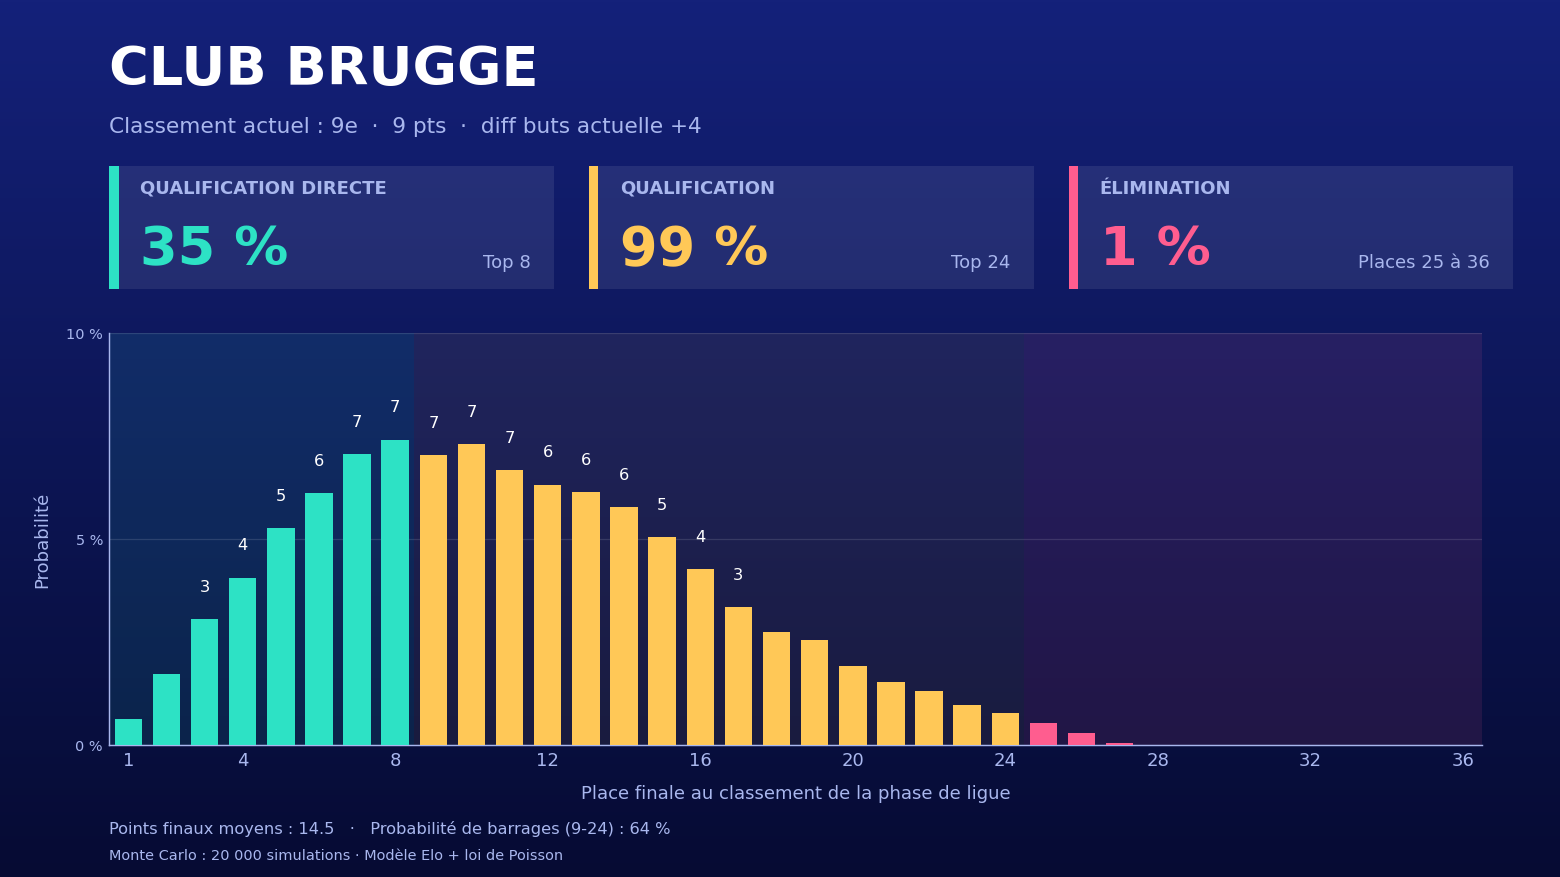 CLUB BRUGGE
Classement actuel : 9e · 9 pts · diff buts actuelle +4
QUALIFICATION DIRECTE
35 %
Top 8
QUALIFICATION
99 %
Top 24
ÉLIMINATION
1 %
Places 25 à 36
Probabilité
10 %
5 %
0 %
3
4
5
6
7
7
7
7
7
6
6
6
5
4
3
1 4 8 12 16 20 24 28 32 36
Place finale au classement de la phase de ligue
Points finaux moyens : 14.5 · Probabilité de barrages (9-24) : 64 %
Monte Carlo : 20 000 simulations · Modèle Elo + loi de Poisson